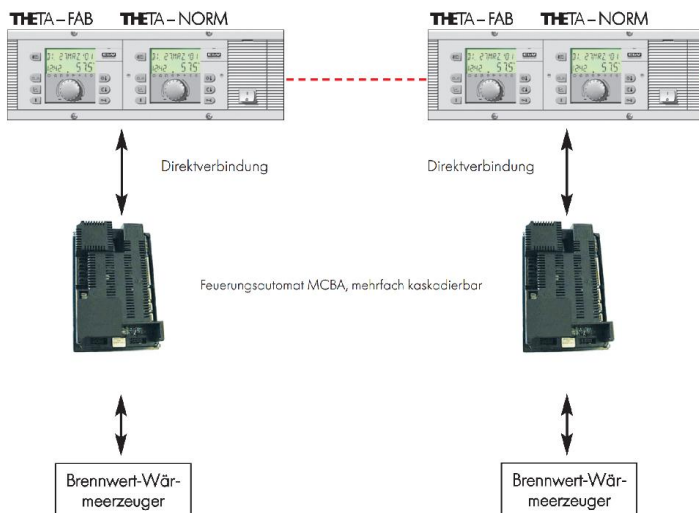 THETA – FAB THETA – NORM THETA – FAB THETA – NORM
Direktverbindung Direktverbindung
Feuerungsautomat MCBA, mehrfach kaskadierbar
Brennwert-Wär- Brennwert-Wär-
meerzeuger meerzeuger